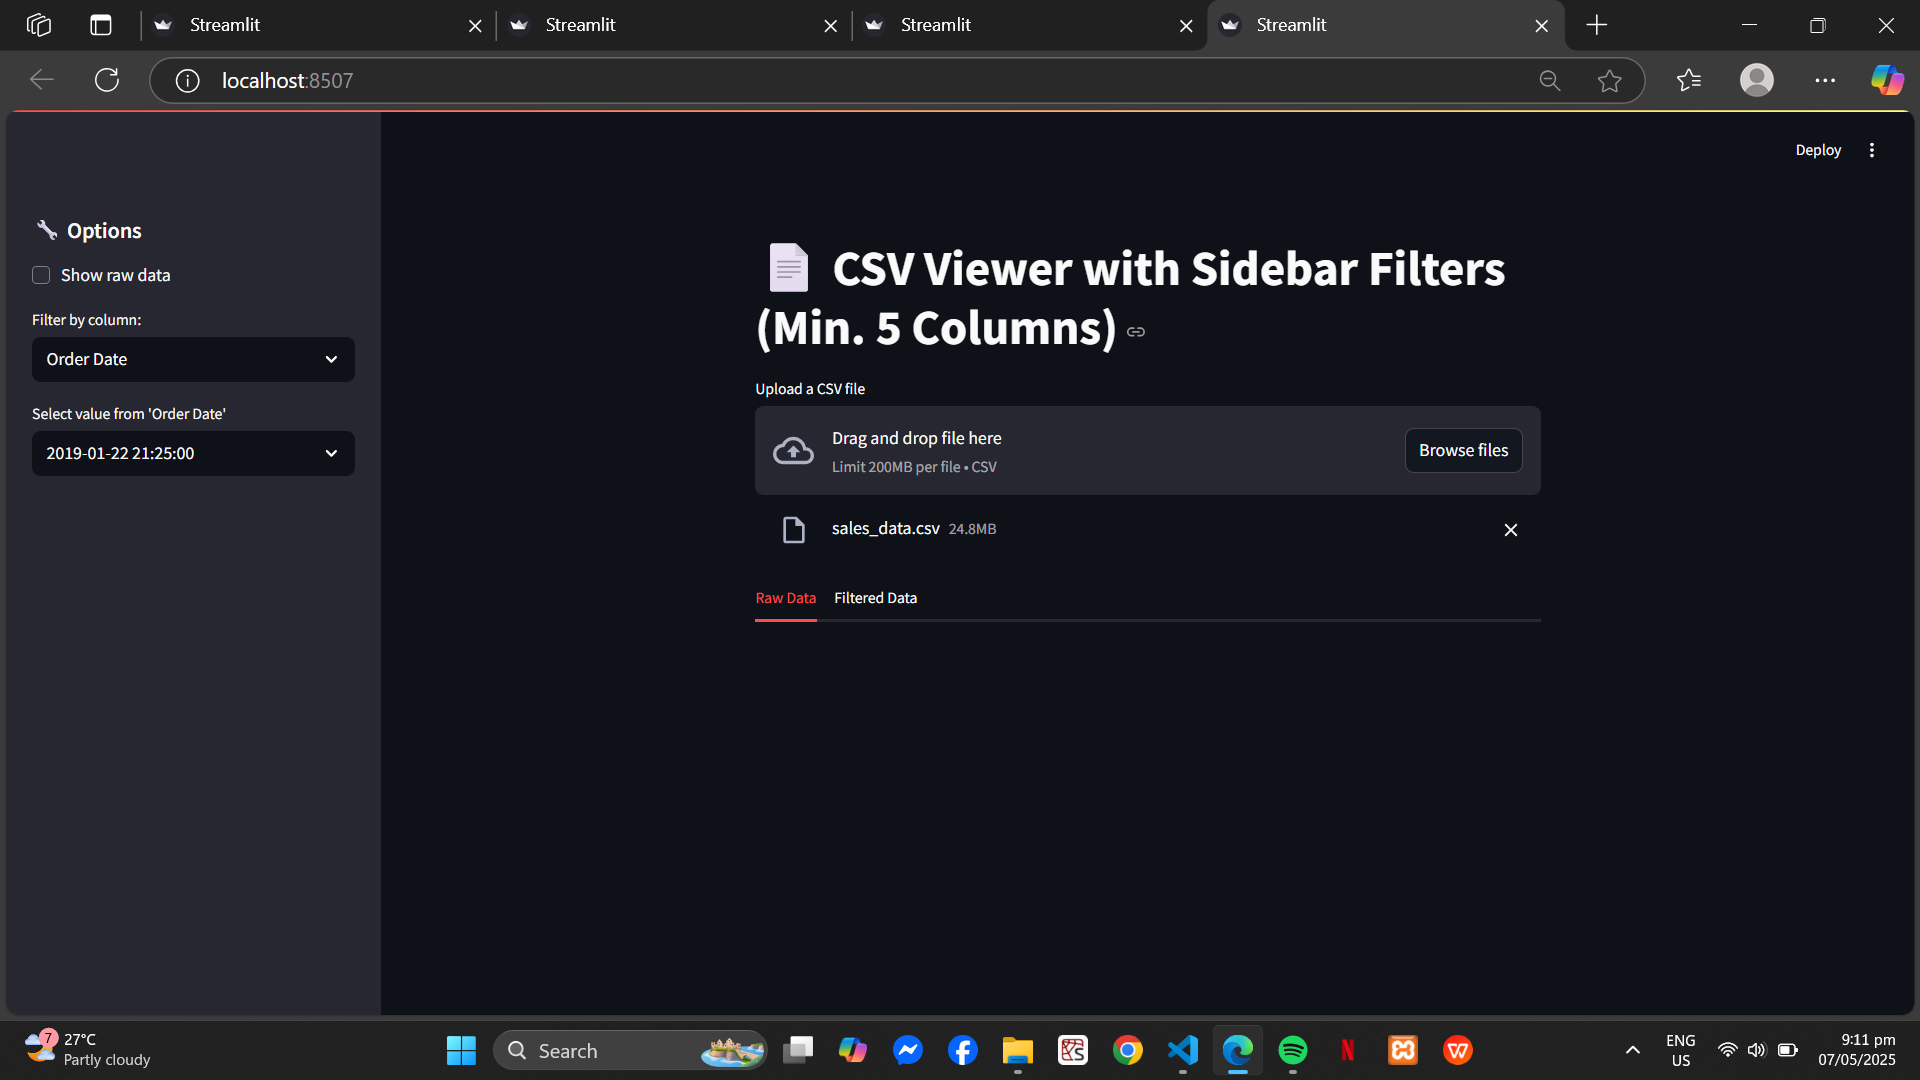 Streamlit
Streamlit
Streamlit
Streamlit
localhost:8507
Deploy
Options
Show raw data
Filter by column:
Order Date
Select value from 'Order Date'
2019-01-22 21:25:00
CSV Viewer with Sidebar Filters
(Min. 5 Columns)
Upload a CSV file
Drag and drop file here
Limit 200MB per file • CSV
Browse files
sales_data.csv 24.8MB
Raw Data
Filtered Data
7
27°C
Partly cloudy
Search
ENG
US
9:11 pm
07/05/2025